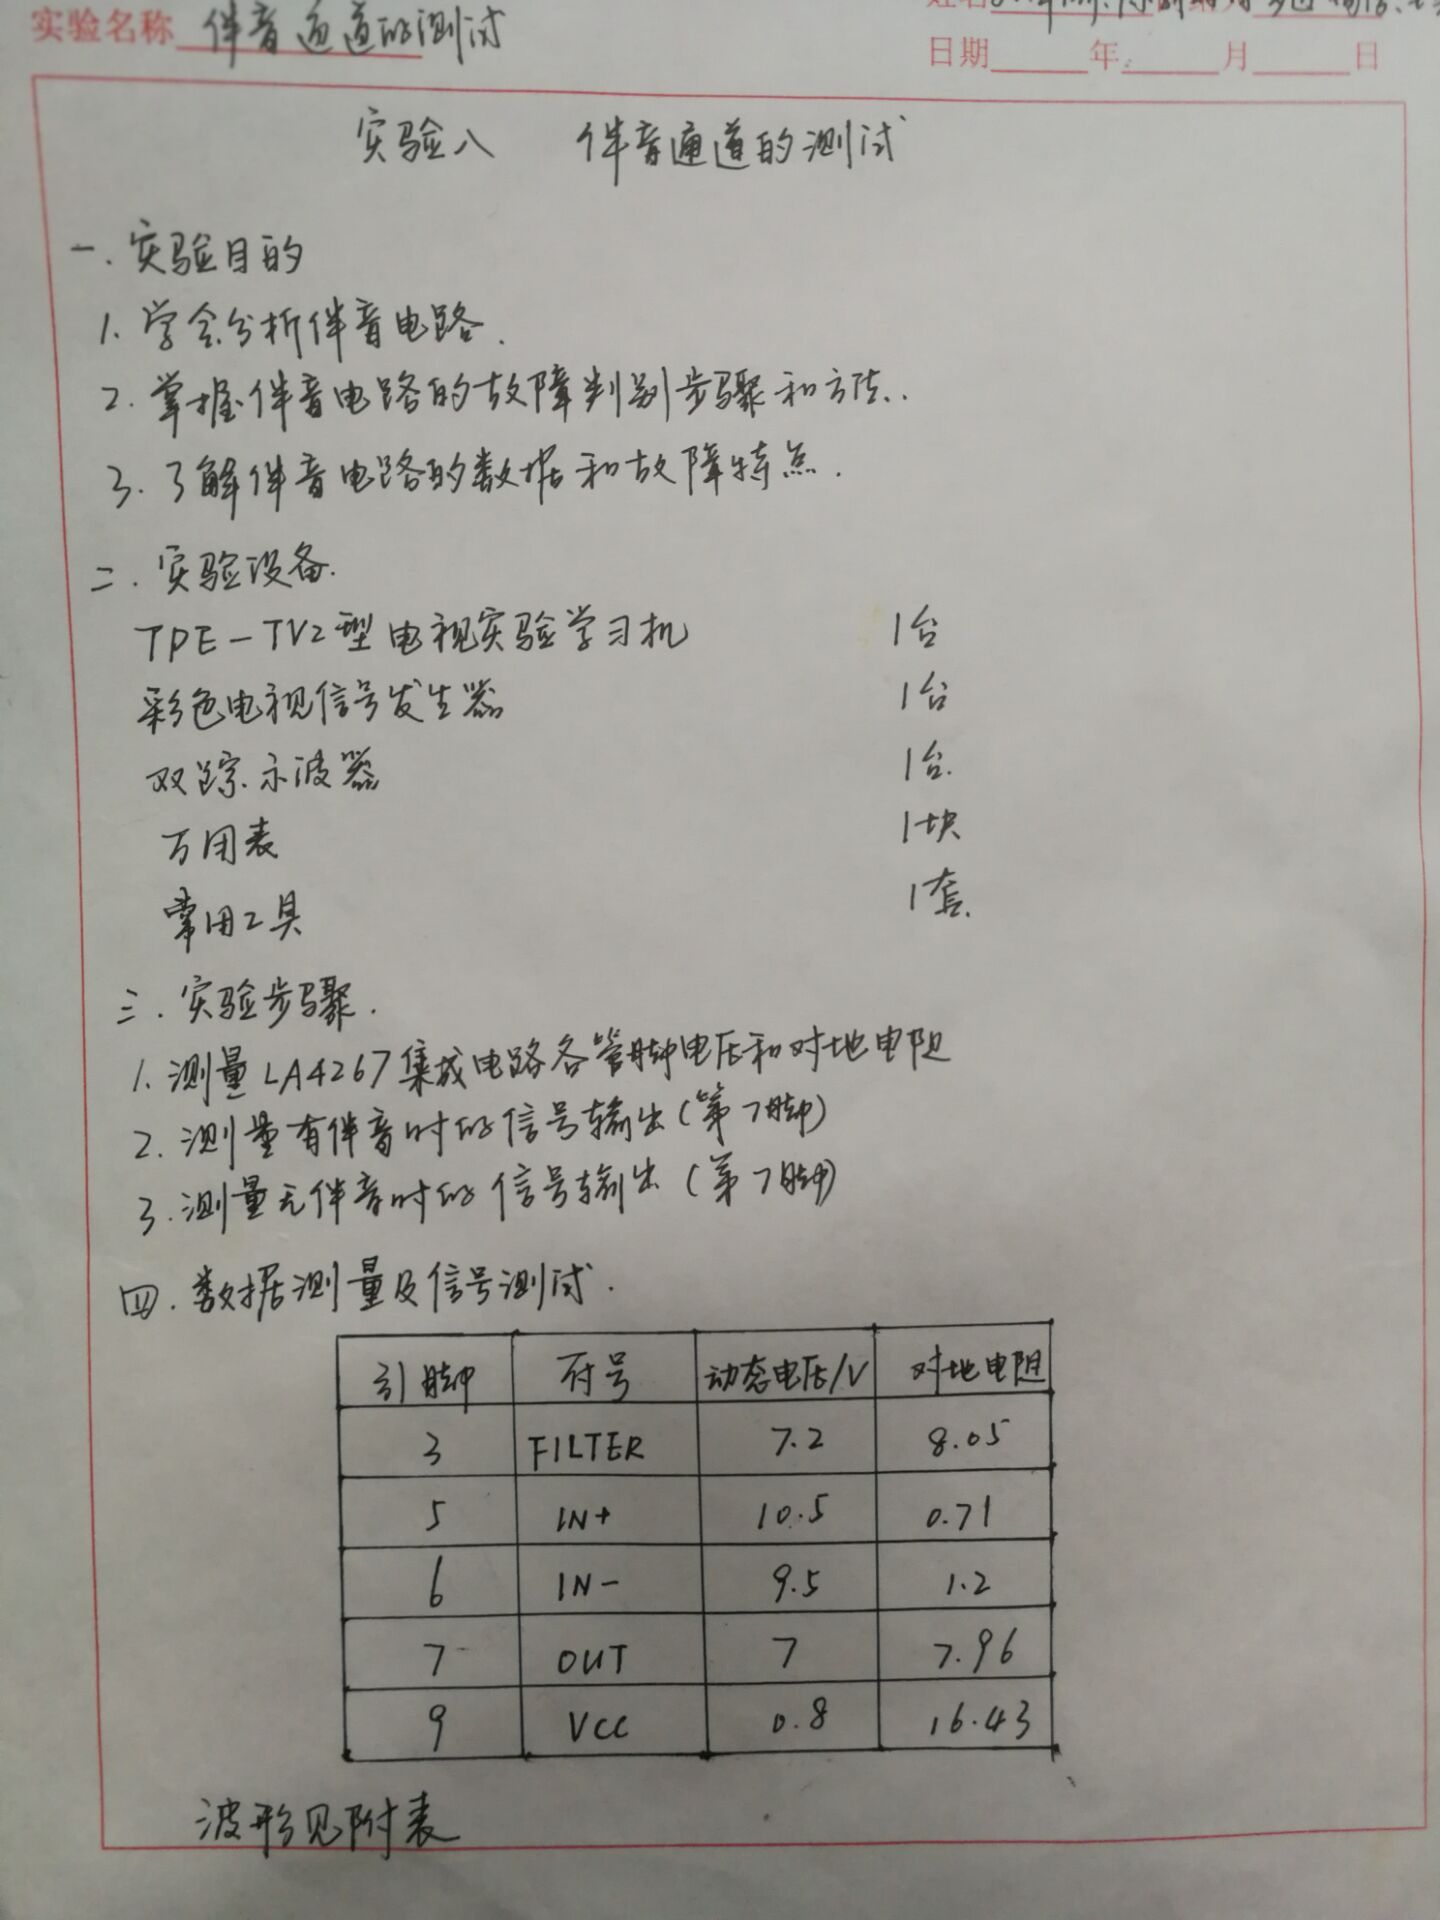 实验名称 伴音通道的测试
日期 年 月 日
实验八 伴音通道的测试
一.实验目的
1.学会分析伴音电路.
2.掌握伴音电路的故障判别步骤和方法.
3.了解伴音电路的数据和故障特点.
二.实验设备.
TPE-TV2型电视实验学习机 1台
彩色电视信号发生器 1台
双踪示波器 1台.
万用表 1块
常用工具 1套.
三.实验步骤.
1.测量LA4267集成电路各管脚电压和对地电阻
2.测量有伴音时的信号输出(第7脚)
3.测量无伴音时的信号输出(第7脚)
四.数据测量及信号测试.
引脚 符号 动态电压/V 对地电阻
3 FILTER 7.2 8.05
5 IN+ 10.5 0.71
6 IN- 9.5 1.2
7 OUT 7 7.96
9 VCC 0.8 16.43
波形见附表